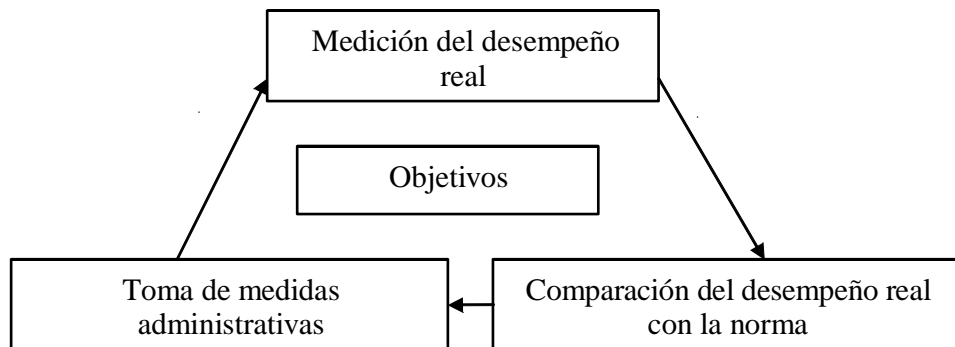 Medición del desempeño
real
Objetivos
Toma de medidas
administrativas
Comparación del desempeño real
con la norma